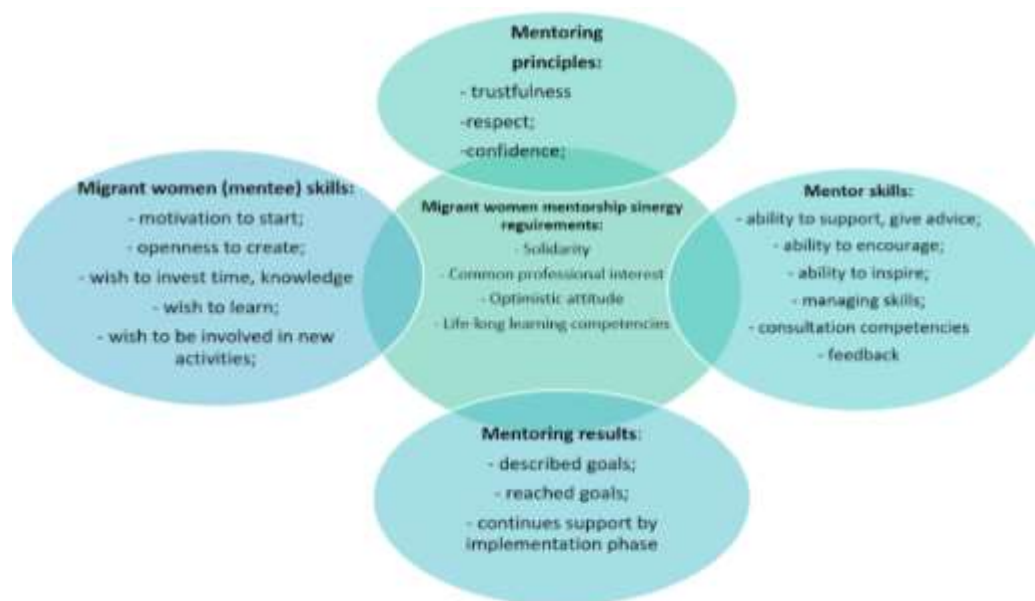 Mentoring
principles:
- trustfulness
-respect;
-confidence;
Migrant women (mentee) skills:
- motivation to start;
- openness to create;
- wish to invest time, knowledge
- wish to learn;
- wish to be involved in new
activities;
Migrant women mentorship sinergy
reguirements:
- Solidarity
- Common professional interest
- Optimistic attitude
- Life-long learning competencies
Mentor skills:
- ability to support, give advice;
- ability to encourage;
- ability to inspire;
- managing skills;
- consultation competencies
- feedback
Mentoring results:
- described goals;
- reached goals;
- continues support by
implementation phase